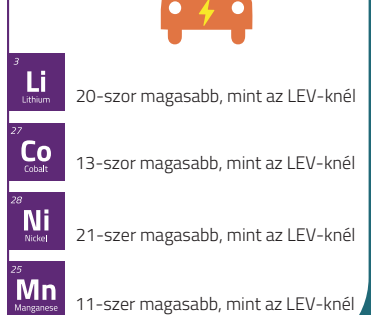 3
Li
Lithium
20-szor magasabb, mint az LEV-knél
27
Co
Cobalt
13-szor magasabb, mint az LEV-knél
28
Ni
Nickel
21-szer magasabb, mint az LEV-knél
25
Mn
Manganese
11-szer magasabb, mint az LEV-knél